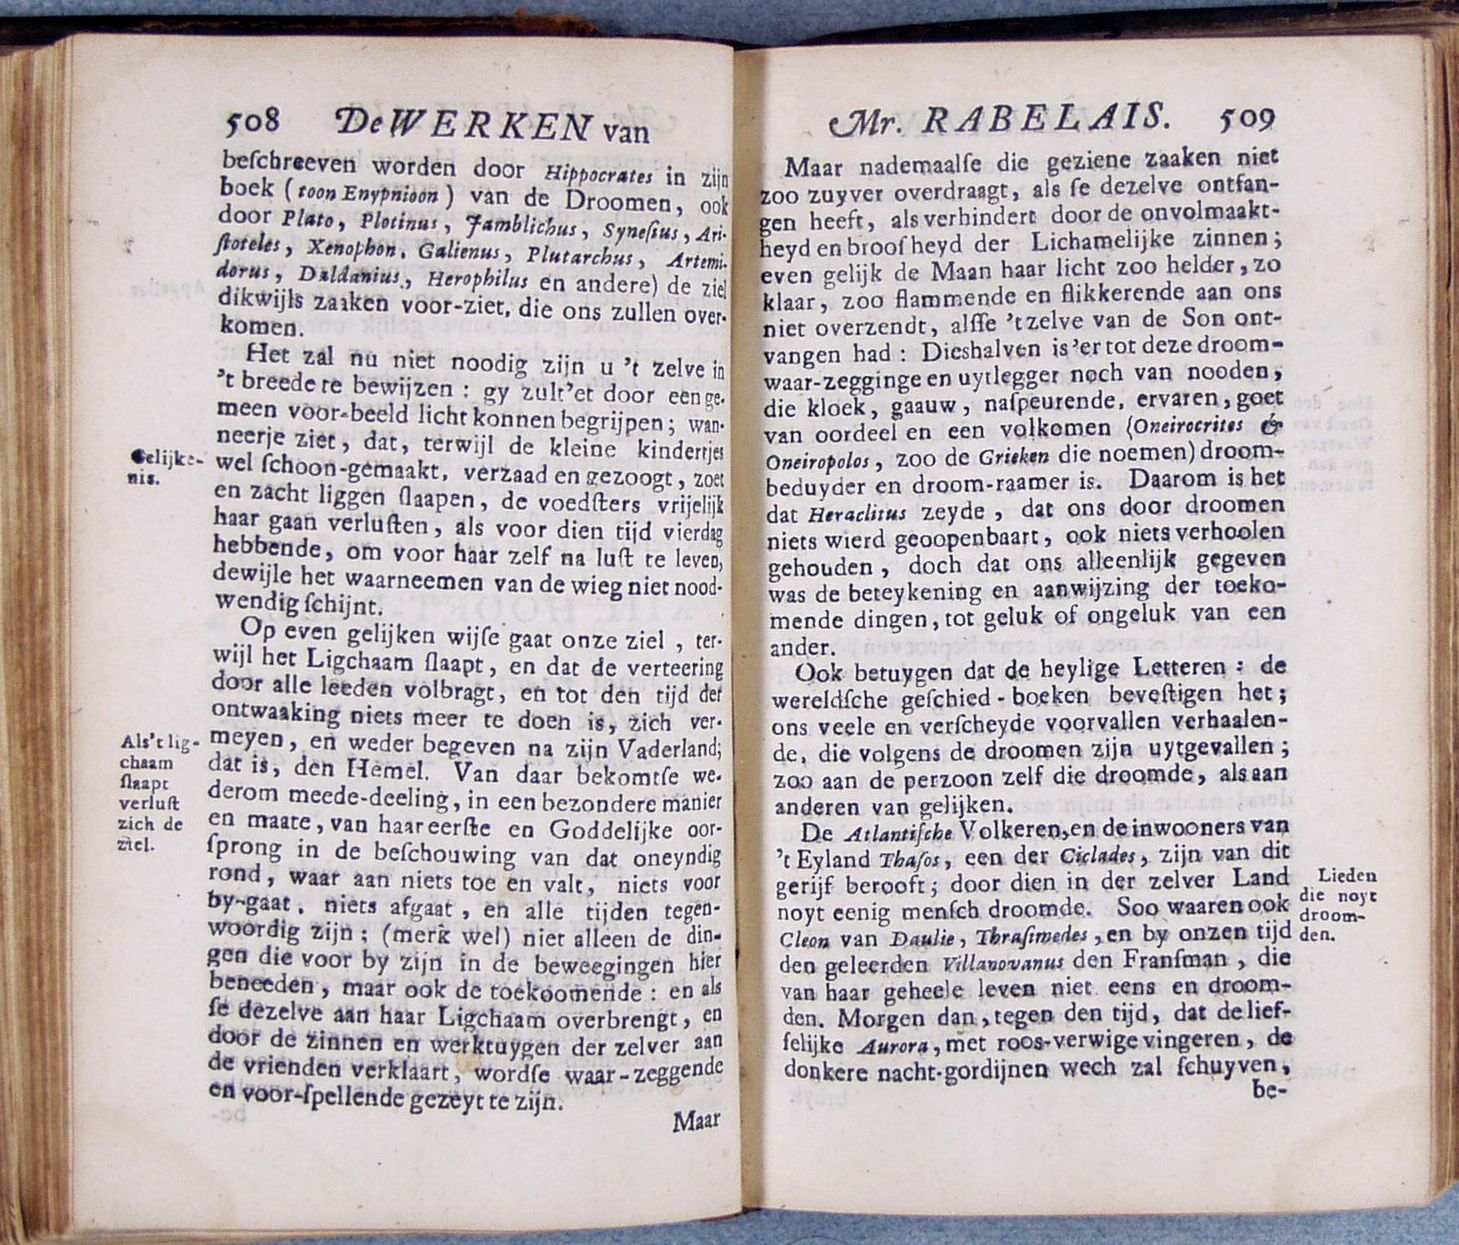 508 De WERKEN van
beſchreeven worden door Hippocrates in zijn
boek (toon Enypnioon) van de Droomen, ook
door Plato, Plotinus, Jamblichus, Syneſius, Ari-
ſtoteles, Xenophon, Galienus, Plutarchus, Artemi-
dorus, Daldanius, Herophilus en andere) de ziel
dikwijls zaaken voor-ziet, die ons zullen over-
komen.
Het zal nu niet noodig zijn u 't zelve in
't breede te bewijzen : gy zult'et door een ge-
meen voor-beeld licht konnen begrijpen; wan-
neerje ziet, dat, terwijl de kleine kindertjes
Gelijke-
nis.
wel ſchoon-gemaakt, verzaad en gezoogt, zoet
en zacht liggen ſlaapen, de voedſters vrijelijk
haar gaan verluſten, als voor dien tijd vierdag
hebbende, om voor haar zelf na luſt te leven,
dewijle het waarneemen van de wieg niet nood-
wendig ſchijnt.
Op even gelijken wijſe gaat onze ziel, ter-
wijl het Ligchaam ſlaapt, en dat de verteering
door alle leeden volbragt, en tot den tijd der
ontwaaking niets meer te doen is, zich ver-
Als't lig-
chaam
ſlaapt
verluſt
zich de
ziel.
meyen, en weder begeven na zijn Vaderland;
dat is, den Hemel. Van daar bekomtſe we-
derom meede-deeling, in een bezondere manier
en maate, van haar eerſte en Goddelijke oor-
ſprong in de beſchouwing van dat oneyndig
rond, waar aan niets toe en valt, niets voor
by-gaat, niets afgaat, en alle tijden tegen-
woordig zijn; (merk wel) niet alleen de din-
gen die voor by zijn in de beweegingen hier
beneeden, maar ook de toekoomende : en als
ſe dezelve aan haar Ligchaam overbrengt, en
door de zinnen en werktuygen der zelver aan
de vrienden verklaart, wordſe waar-zeggende
en voor-ſpellende gezeyt te zijn.
Maar
Mr. RABELAIS. 509
Maar nademaalſe die geziene zaaken niet
zoo zuyver overdraagt, als ſe dezelve ontfan-
gen heeft, als verhindert door de onvolmaakt-
heyd en broosheyd der Lichamelijke zinnen;
even gelijk de Maan haar licht zoo helder, zo
klaar, zoo flammende en flikkerende aan ons
niet overzendt, alſſe 't zelve van de Son ont-
vangen had : Dieshalven is'er tot deze droom-
waar-zegginge en uytlegger noch van nooden,
die kloek, gaauw, naſpeurende, ervaren, goet
van oordeel en een volkomen (Oneirocrites &
Oneiropolos, zoo de Grieken die noemen) droom-
beduyder en droom-raamer is. Daarom is het
dat Heraclitus zeyde, dat ons door droomen
niets wierd geoopenbaart, ook niets verhoolen
gehouden, doch dat ons alleenlijk gegeven
was de beteykening en aanwijzing der toeko-
mende dingen, tot geluk of ongeluk van een
ander.
Ook betuygen dat de heylige Letteren : de
wereldſche geſchied-boeken beveſtigen het;
ons veele en verſcheyde voorvallen verhaalen-
de, die volgens de droomen zijn uytgevallen;
zoo aan de perzoon zelf die droomde, als aan
anderen van gelijken.
De Atlantiſche Volkeren, en de inwooners van
't Eyland Thaſos, een der Ciclades, zijn van dit
gerijf berooft; door dien in der zelver Land
noyt eenig menſch droomde. Soo waaren ook
Cleon van Daulie, Thraſimedes, en by onzen tijd
Lieden
die noyt
droom-
den.
den geleerden Villanovanus den Fransman, die
van haar geheele leven niet eens en droom-
den. Morgen dan, tegen den tijd, dat de lief-
felijke Aurora, met roos-verwige vingeren, de
donkere nacht-gordijnen wech zal ſchuyven,
be-